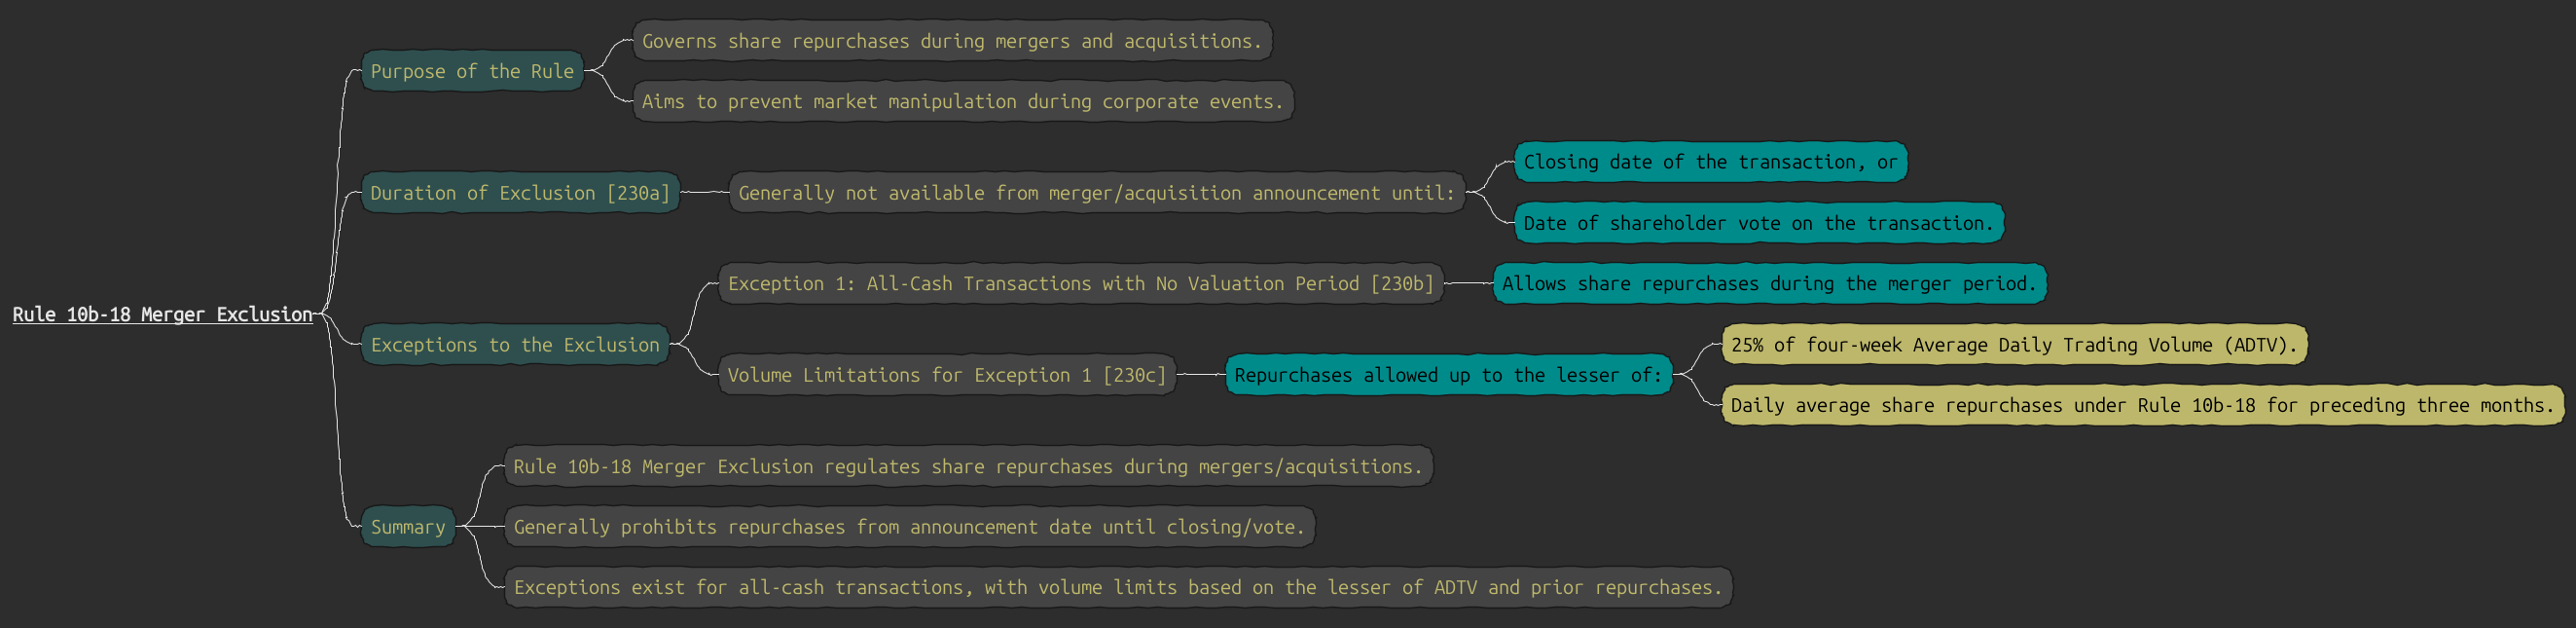 Rule 10b-18 Merger Exclusion
Purpose of the Rule
Governs share repurchases during mergers and acquisitions.
Aims to prevent market manipulation during corporate events.
Duration of Exclusion [230a]
Generally not available from merger/acquisition announcement until:
Closing date of the transaction, or
Date of shareholder vote on the transaction.
Exceptions to the Exclusion
Exception 1: All-Cash Transactions with No Valuation Period [230b]
Allows share repurchases during the merger period.
Volume Limitations for Exception 1 [230c]
Repurchases allowed up to the lesser of:
25% of four-week Average Daily Trading Volume (ADTV).
Daily average share repurchases under Rule 10b-18 for preceding three months.
Summary
Rule 10b-18 Merger Exclusion regulates share repurchases during mergers/acquisitions.
Generally prohibits repurchases from announcement date until closing/vote.
Exceptions exist for all-cash transactions, with volume limits based on the lesser of ADTV and prior repurchases.